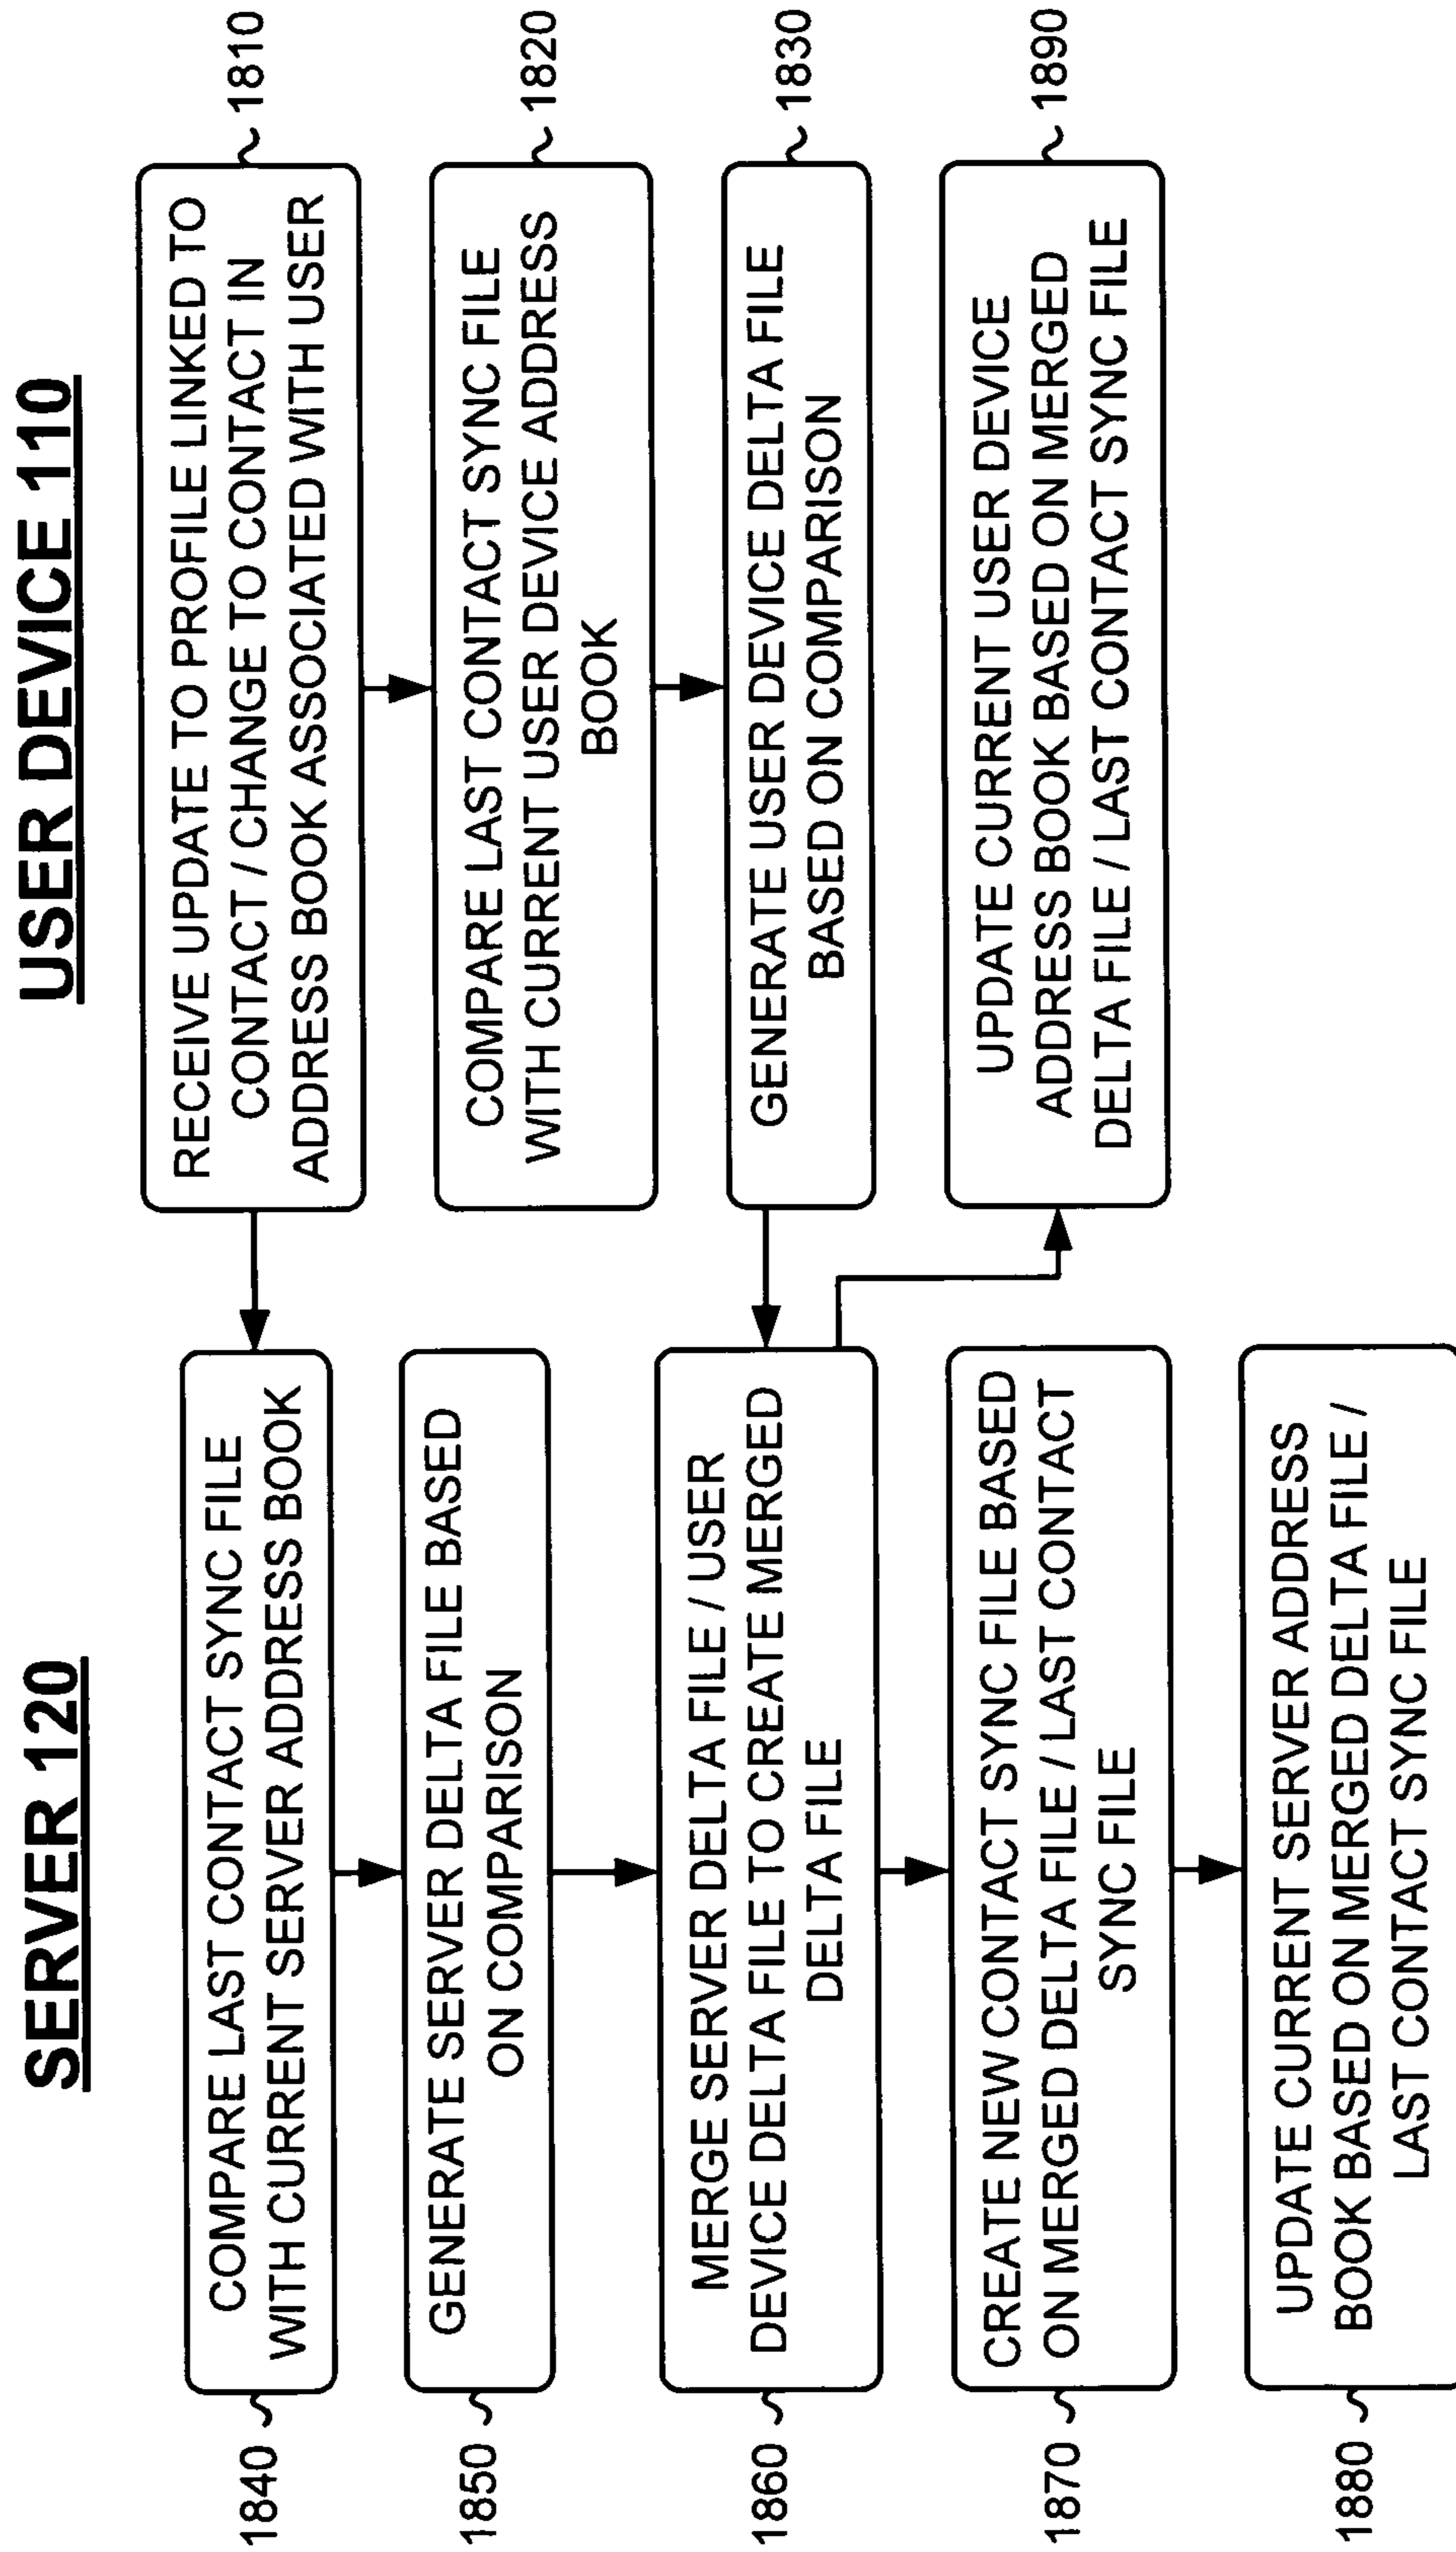 SERVER 120
USER DEVICE 110
1840
COMPARE LAST CONTACT SYNC FILE
WITH CURRENT SERVER ADDRESS BOOK
1850
GENERATE SERVER DELTA FILE BASED
ON COMPARISON
1860
MERGE SERVER DELTA FILE / USER
DEVICE DELTA FILE TO CREATE MERGED
DELTA FILE
1870
CREATE NEW CONTACT SYNC FILE BASED
ON MERGED DELTA FILE / LAST CONTACT
SYNC FILE
1880
UPDATE CURRENT SERVER ADDRESS
BOOK BASED ON MERGED DELTA FILE /
LAST CONTACT SYNC FILE
RECEIVE UPDATE TO PROFILE LINKED TO
CONTACT / CHANGE TO CONTACT IN
ADDRESS BOOK ASSOCIATED WITH USER
1810
COMPARE LAST CONTACT SYNC FILE
WITH CURRENT USER DEVICE ADDRESS
BOOK
1820
GENERATE USER DEVICE DELTA FILE
BASED ON COMPARISON
1830
UPDATE CURRENT USER DEVICE
ADDRESS BOOK BASED ON MERGED
DELTA FILE / LAST CONTACT SYNC FILE
1890